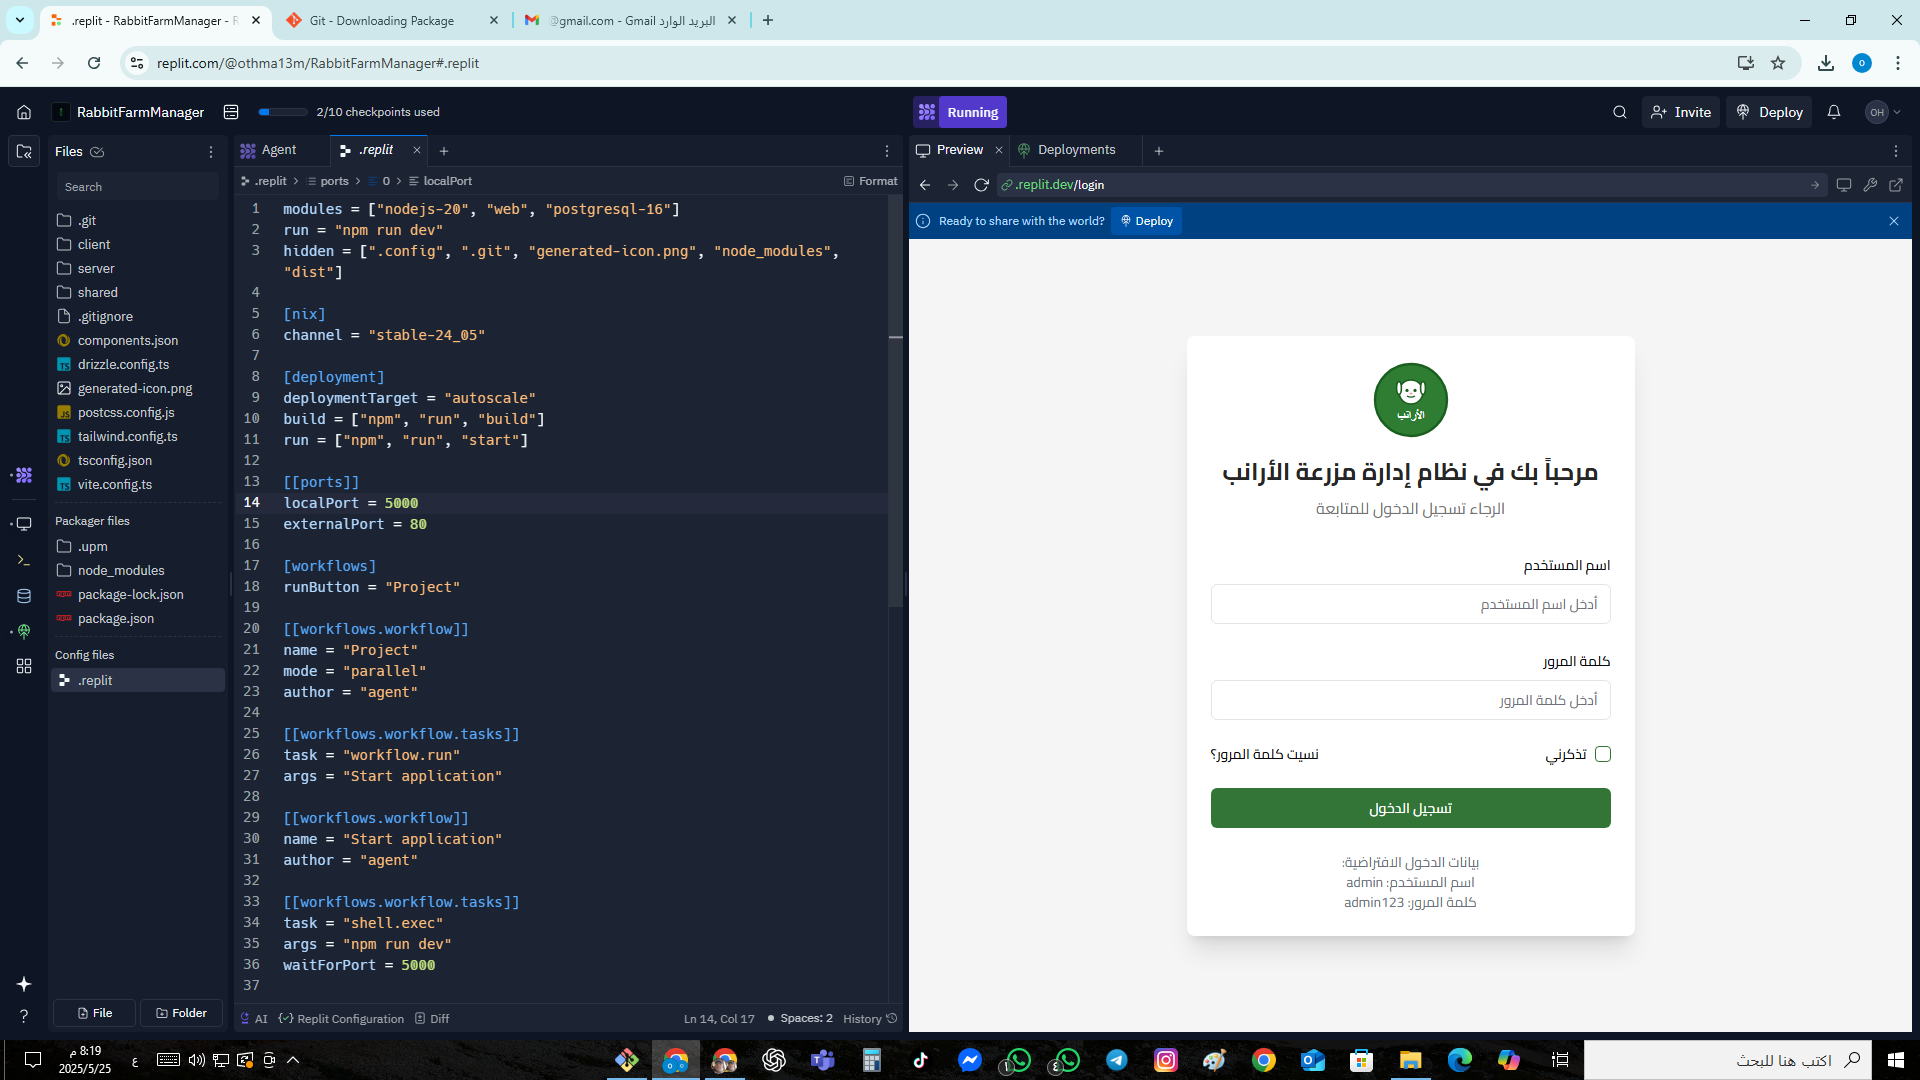 .replit - RabbitFarmManager - R
Git - Downloading Package
البريد الوارد - @gmail.com - Gmail
replit.com/@othma13m/RabbitFarmManager#.replit
RabbitFarmManager
2/10 checkpoints used
Running
Invite
Deploy
OH
Files
Search
.git
client
server
shared
.gitignore
components.json
drizzle.config.ts
generated-icon.png
postcss.config.js
tailwind.config.ts
tsconfig.json
vite.config.ts
Packager files
.upm
node_modules
package-lock.json
package.json
Config files
.replit
File
Folder
Agent
.replit
.replit > ports > 0 > localPort
Format
1 modules = ["nodejs-20", "web", "postgresql-16"]
2 run = "npm run dev"
3 hidden = [".config", ".git", "generated-icon.png", "node_modules",
"dist"]
4
5 [nix]
6 channel = "stable-24_05"
7
8 [deployment]
9 deploymentTarget = "autoscale"
10 build = ["npm", "run", "build"]
11 run = ["npm", "run", "start"]
12
13 [[ports]]
14 localPort = 5000
15 externalPort = 80
16
17 [workflows]
18 runButton = "Project"
19
20 [[workflows.workflow]]
21 name = "Project"
22 mode = "parallel"
23 author = "agent"
24
25 [[workflows.workflow.tasks]]
26 task = "workflow.run"
27 args = "Start application"
28
29 [[workflows.workflow]]
30 name = "Start application"
31 author = "agent"
32
33 [[workflows.workflow.tasks]]
34 task = "shell.exec"
35 args = "npm run dev"
36 waitForPort = 5000
37
AI
Replit Configuration
Diff
Ln 14, Col 17
Spaces: 2
History
Preview
Deployments
.replit.dev/login
Ready to share with the world?
Deploy
الأرانب
مرحباً بك في نظام إدارة مزرعة الأرانب
الرجاء تسجيل الدخول للمتابعة
اسم المستخدم
أدخل اسم المستخدم
كلمة المرور
أدخل كلمة المرور
تذكرني
نسيت كلمة المرور؟
تسجيل الدخول
بيانات الدخول الافتراضية:
اسم المستخدم: admin
كلمة المرور: admin123
8:19 م
2025/5/25
ع
١
٤
اكتب هنا للبحث